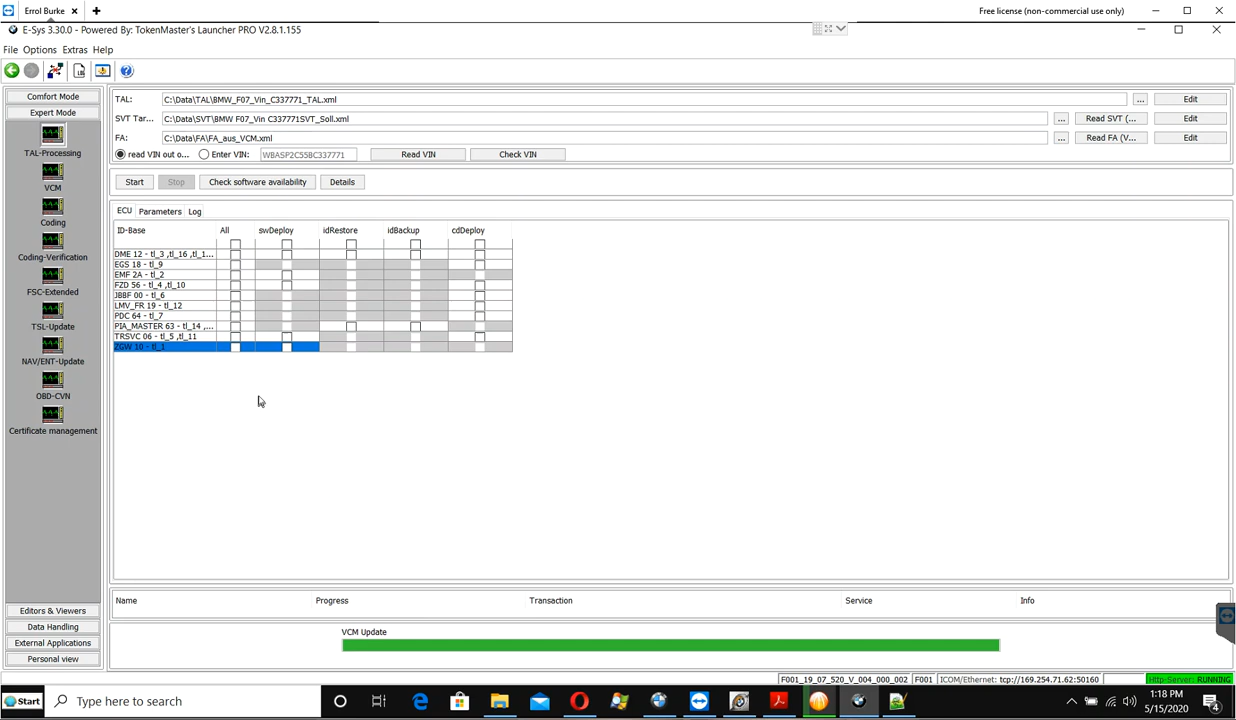 Errol Burke
Free license (non-commercial use only)
E-Sys 3.30.0 - Powered By: TokenMaster's Launcher PRO V2.8.1.155
File Options Extras Help
Comfort Mode
Expert Mode
TAL-Processing
VCM
Coding
Coding-Verification
FSC-Extended
TSL-Update
NAV/ENT-Update
OBD-CVN
Certificate management
Editors & Viewers
Data Handling
External Applications
Personal view
TAL: C:\Data\TAL\BMW_F07_Vin_C337771_TAL.xml ... Edit
SVT Tar... C:\Data\SVT\BMW F07_Vin C337771SVT_Soll.xml ... Read SVT (... Edit
FA: C:\Data\FA\FA_aus_VCM.xml ... Read FA (V... Edit
read VIN out o... Enter VIN: WBASP2C55BC337771 Read VIN Check VIN
Start Stop Check software availability Details
ECU Parameters Log
ID-Base All swDeploy idRestore idBackup cdDeploy
DME 12 - tl_3 ,tl_16 ,tl_1...
EGS 18 - tl_9
EMF 2A - tl_2
FZD 56 - tl_4 ,tl_10
JBBF 00 - tl_6
LMV_FR 19 - tl_12
PDC 64 - tl_7
PIA_MASTER 63 - tl_14 ,...
TRSVC 06 - tl_5 ,tl_11
ZGW 10 - tl_1
Name Progress Transaction Service Info
VCM Update
F001_19_07_520_V_004_000_002 F001 ICOM/Ethernet: tcp://169.254.71.62:50160 Http-Server: RUNNING
Start Type here to search 1:18 PM
5/15/2020 4